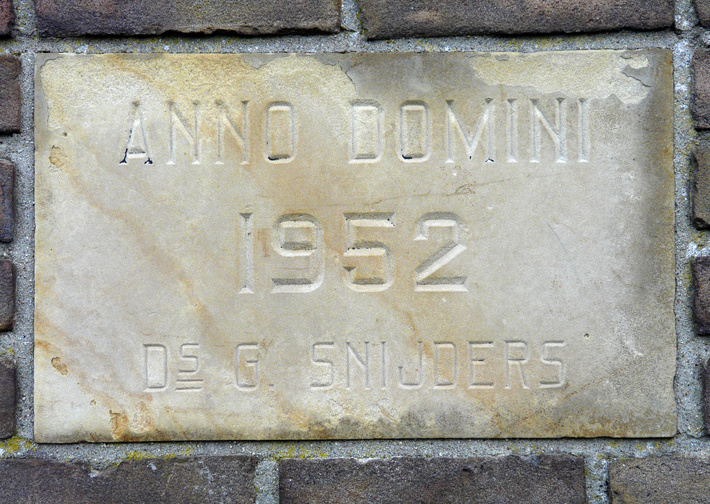 ANNO DOMINI
1952
Ds G. SNIJDERS